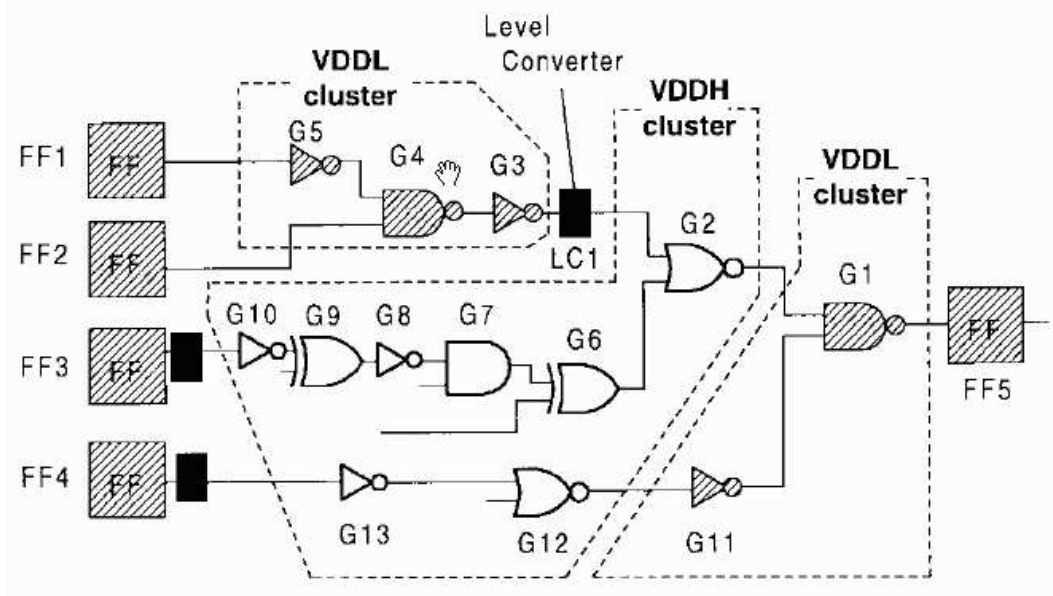 Level
Converter
VDDL
cluster
VDDH
cluster
VDDL
cluster
FF1
FF
G5
G4
G3
FF2
FF
LC1
G2
G1
FF
FF5
FF3
FF
G10
G9
G8
G7
G6
FF4
FF
G13
G12
G11